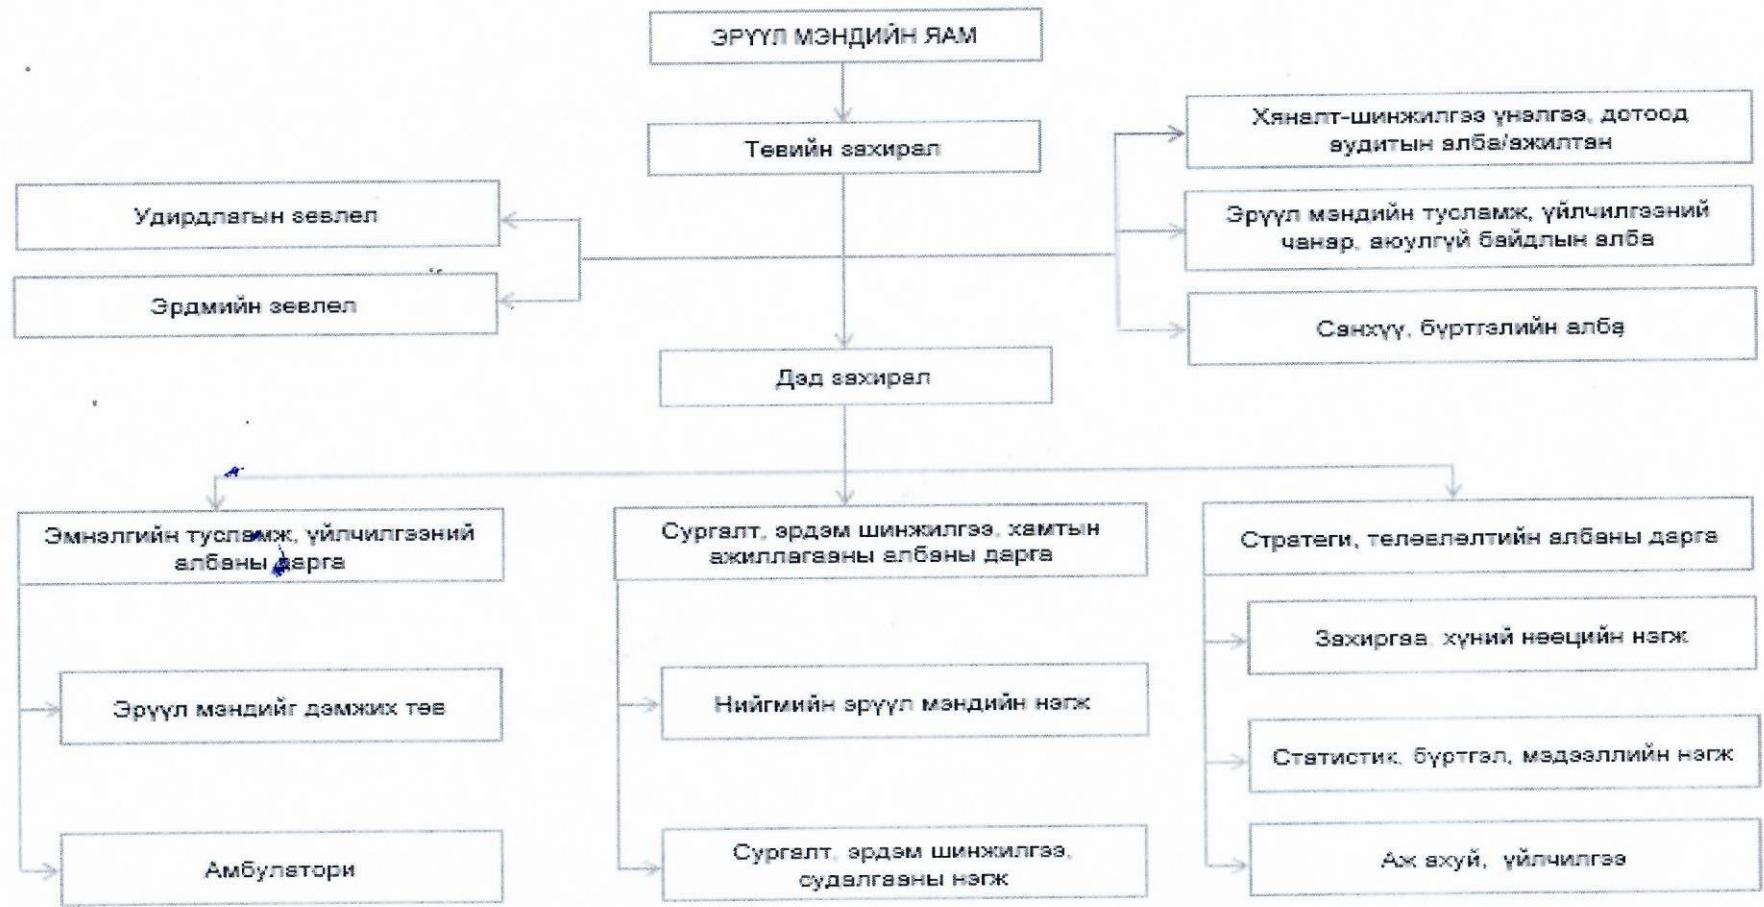 ЭРҮҮЛ МЭНДИЙН ЯАМ
Төвийн захирал
Хяналт-шинжилгээ үнэлгээ, дотоод
аудитын алба/ажилтан
Удирдлагын зөвлөл
Эрүүл мэндийн тусламж, үйлчилгээний
чанар, аюулгүй байдлын алба
Эрдмийн зөвлөл
Санхүү, бүртгэлийн алба
Дэд захирал
Эмнэлгийн тусламж, үйлчилгээний
албаны дарга
Сургалт, эрдэм шинжилгээ, хамтын
ажиллагааны албаны дарга
Стратеги, төлөвлөлтийн албаны дарга
Захиргаа, хүний нөөцийн нэгж
Эрүүл мэндийг дэмжих төв
Нийгмийн эрүүл мэндийн нэгж
Статистик, бүртгэл, мэдээллийн нэгж
Амбулатори
Сургалт, эрдэм шинжилгээ,
судалгааны нэгж
Аж ахуй, үйлчилгээ